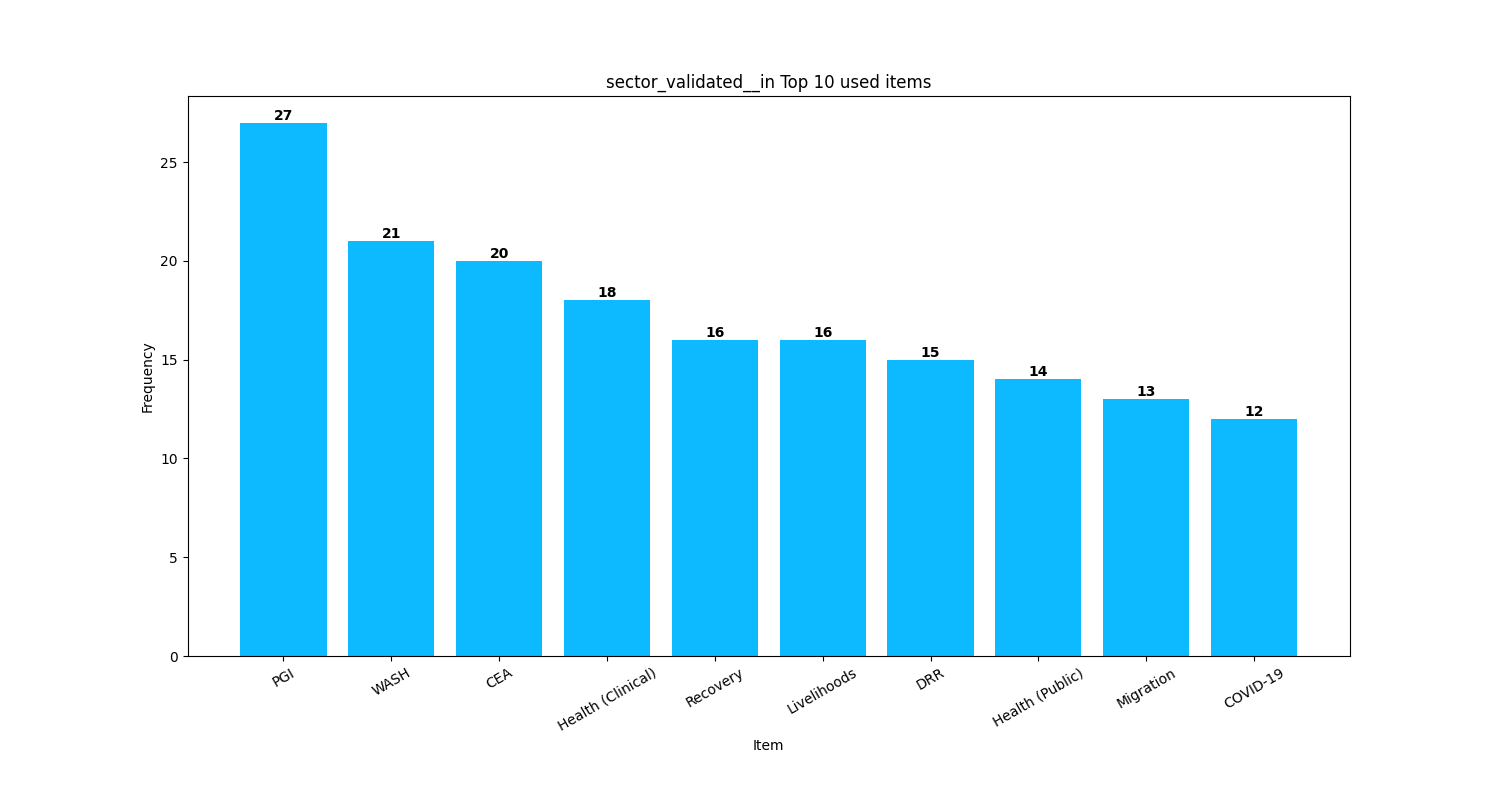 sector_validated__in Top 10 used items
27
21
20
18
16
16
15
14
13
12
25
20
15
10
5
0
Frequency
PGI
WASH
CEA
Health (Clinical)
Recovery
Livelihoods
DRR
Health (Public)
Migration
COVID-19
Item